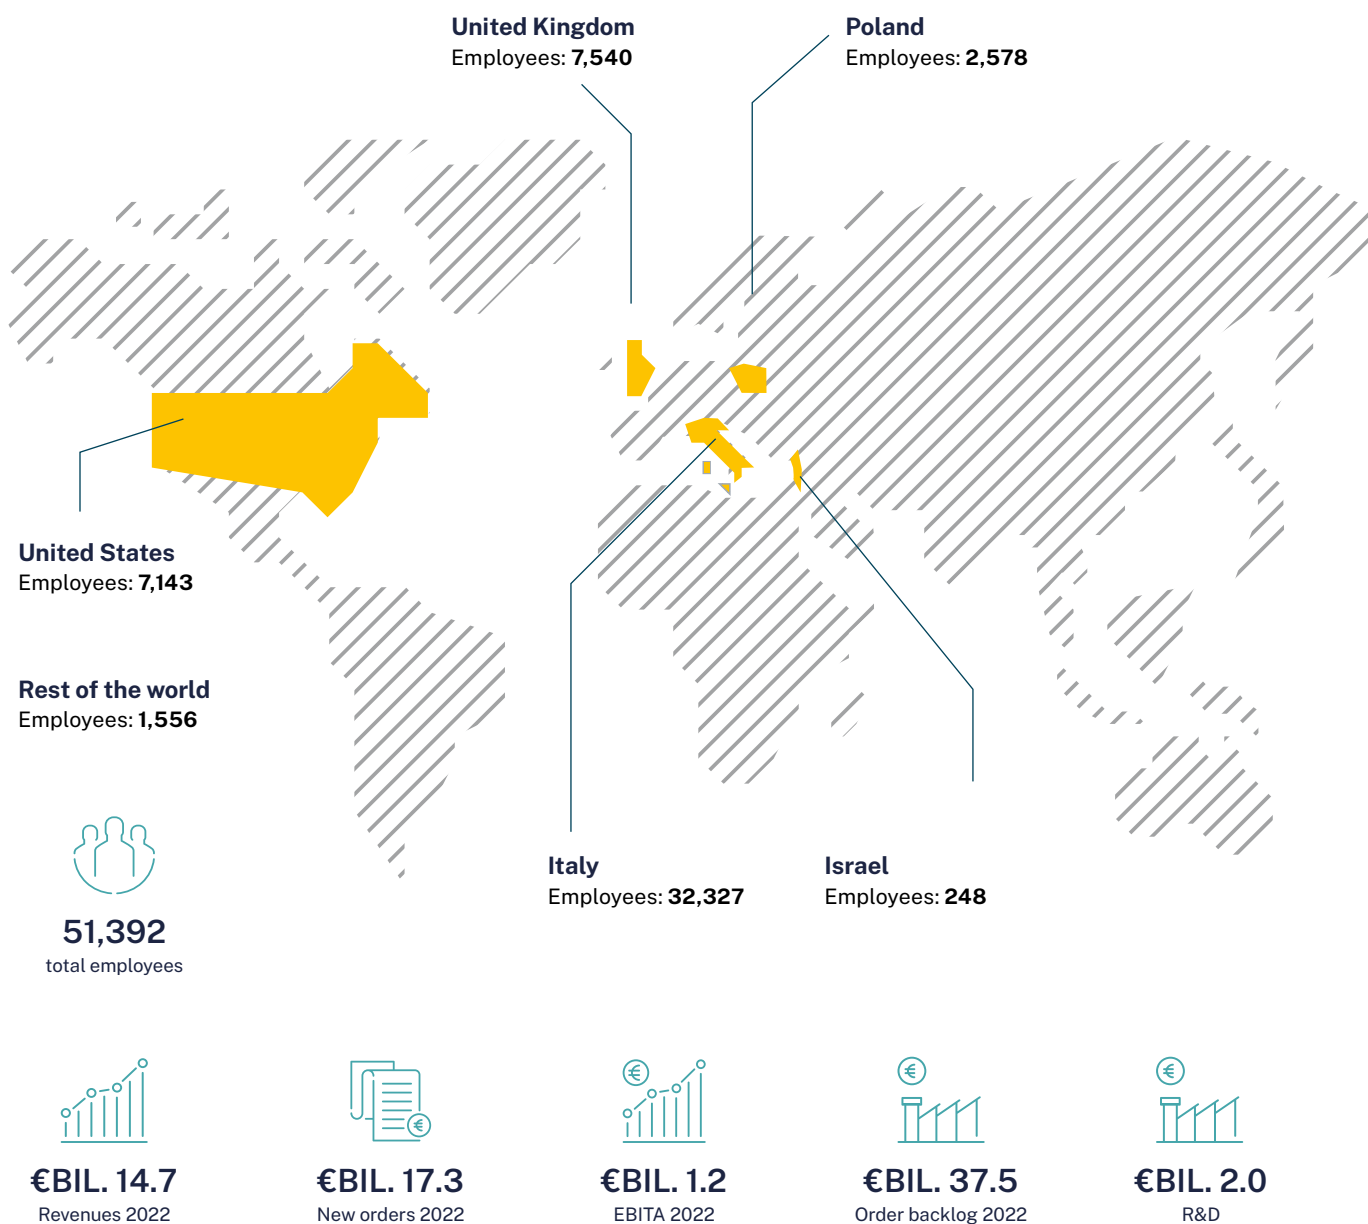 United Kingdom
Employees: 7,540
Poland
Employees: 2,578
United States
Employees: 7,143
Rest of the world
Employees: 1,556
Italy
Employees: 32,327
Israel
Employees: 248
51,392
total employees
€BIL. 14.7
Revenues 2022
€BIL. 17.3
New orders 2022
€BIL. 1.2
EBITA 2022
€BIL. 37.5
Order backlog 2022
€BIL. 2.0
R&D